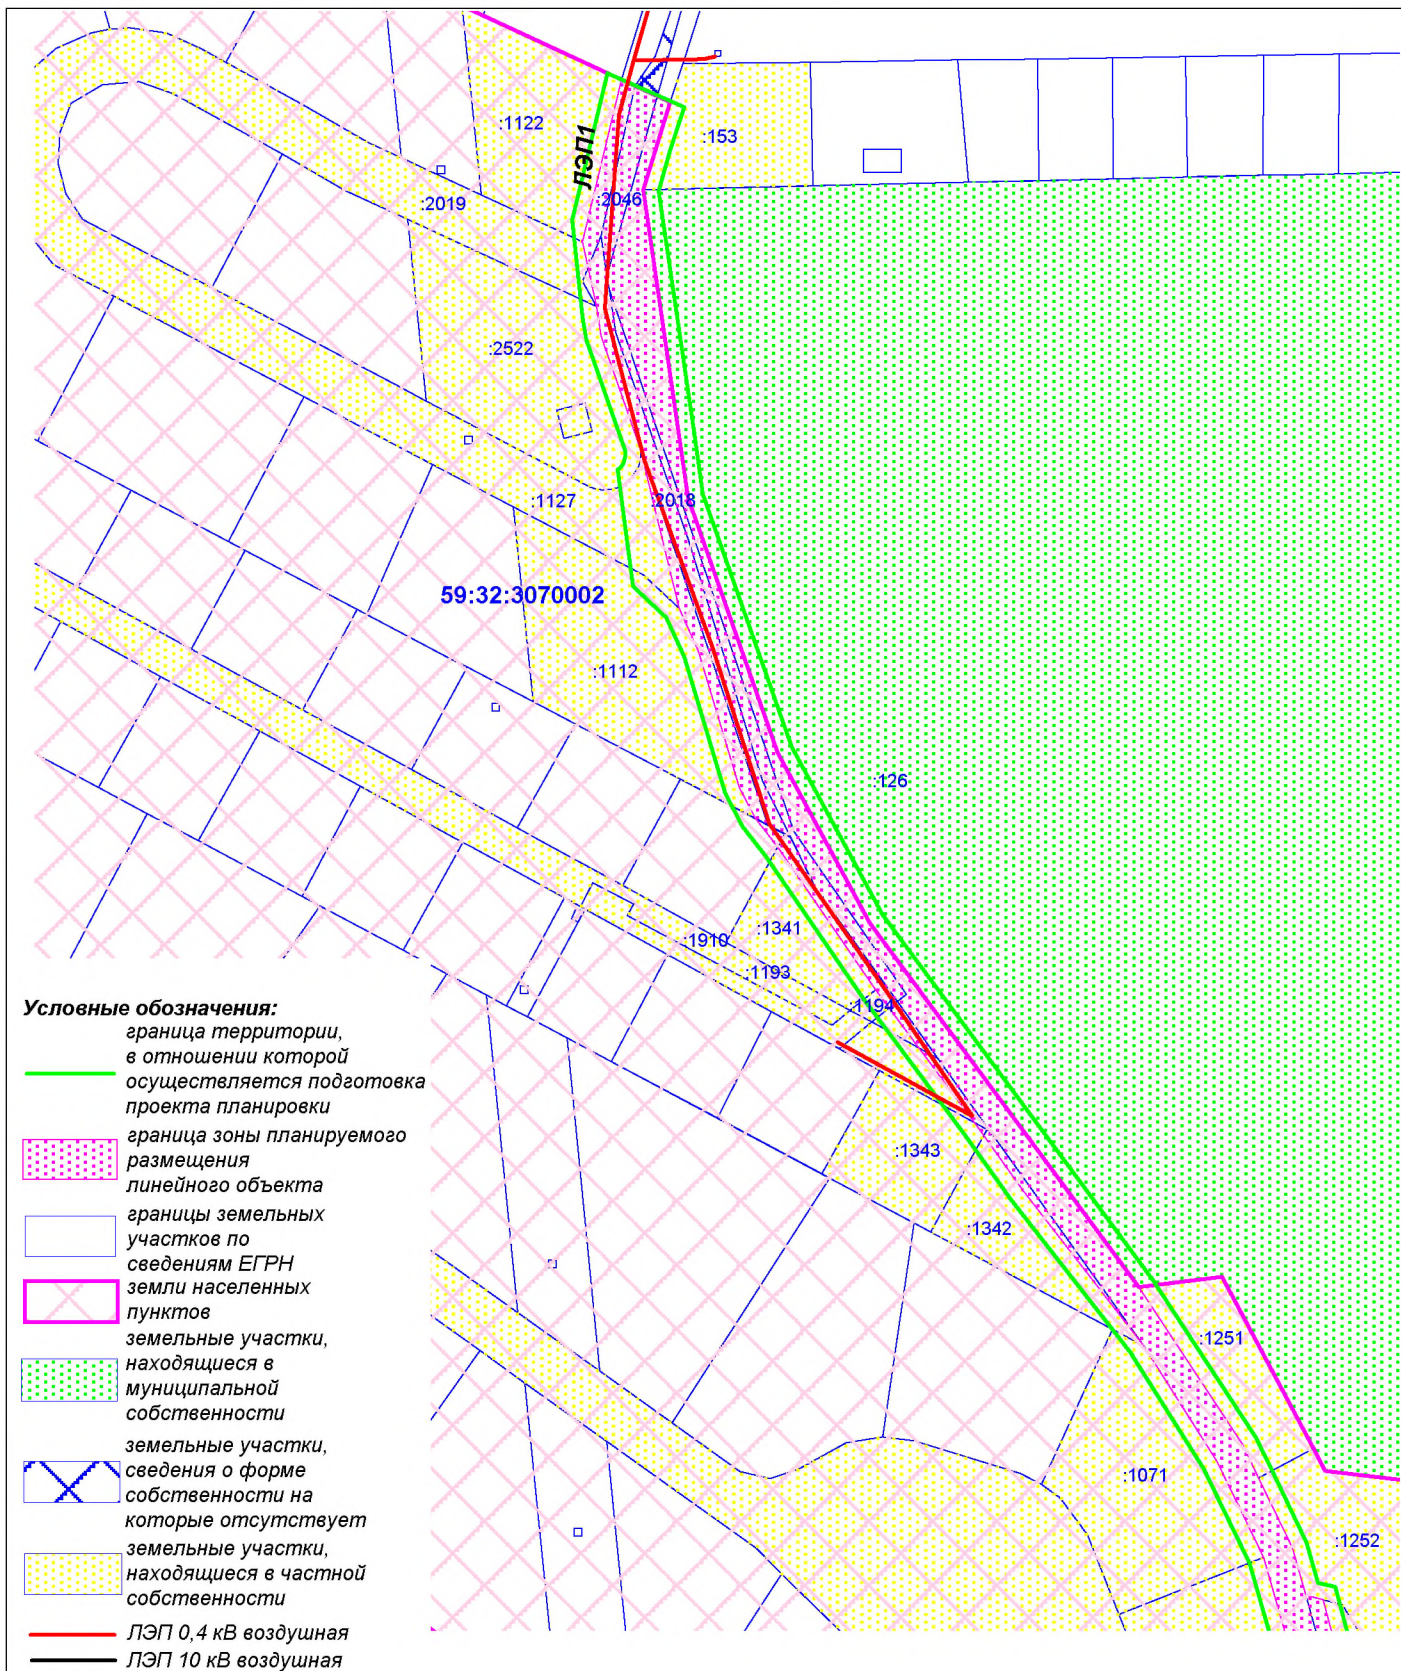 :1122
ЛЭП1
:153
:2019
:2046
:2522
:1127
:2018
59:32:3070002
:1112
:126
:1910
:1341
:1193
:1194
:1343
:1342
:1251
:1071
:1252
Условные обозначения:
граница территории,
в отношении которой
осуществляется подготовка
проекта планировки
граница зоны планируемого
размещения
линейного объекта
границы земельных
участков по
сведениям ЕГРН
земли населенных
пунктов
земельные участки,
находящиеся в
муниципальной
собственности
земельные участки,
сведения о форме
собственности на
которые отсутствует
земельные участки,
находящиеся в частной
собственности
ЛЭП 0,4 кВ воздушная
ЛЭП 10 кВ воздушная